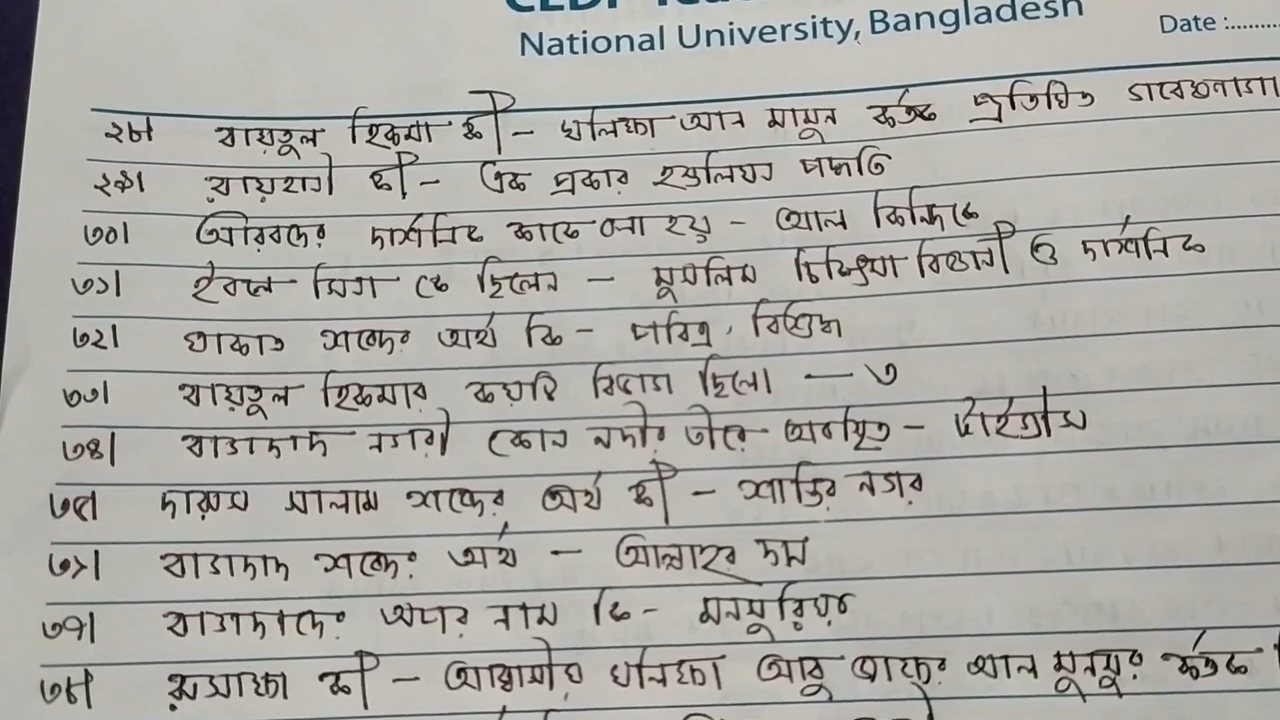 National University, Bangladesh
Date :.........
২৮। বায়তুল হিকমা কী - খলিফা আল মামুন কর্তৃক প্রতিষ্ঠিত
২৯। বায়হাগী কী - এক প্রকার পদ্ধতি
৩০। আরবদের দার্শনিক কাকে বলা হয় - আল কিন্দিকে
৩১। ইবনে সিনা কে ছিলেন - মুসলিম চিকিৎসা বিজ্ঞানী ও দার্শনিক
৩২। যাকাত শব্দের অর্থ কি - পবিত্র, বিশুদ্ধ
৩৩। বায়তুল হিকমার কয়টি বিভাগ ছিলো — ৩
৩৪। বাগদাদ নগরী কোন নদীর তীরে অবস্থিত - টাইগ্রীস
৩৫। দারুস সালাম শব্দের অর্থ কী - শান্তির নগর
৩৬। বাগদাদ শব্দের অর্থ - আল্লাহর দান
৩৭। বাগদাদের অপর নাম কি - মনসুরিয়া
৩৮। রুসাফা কী - আব্বাসীয় খলিফা আবু জাফর আল মুনসুর কর্তৃক